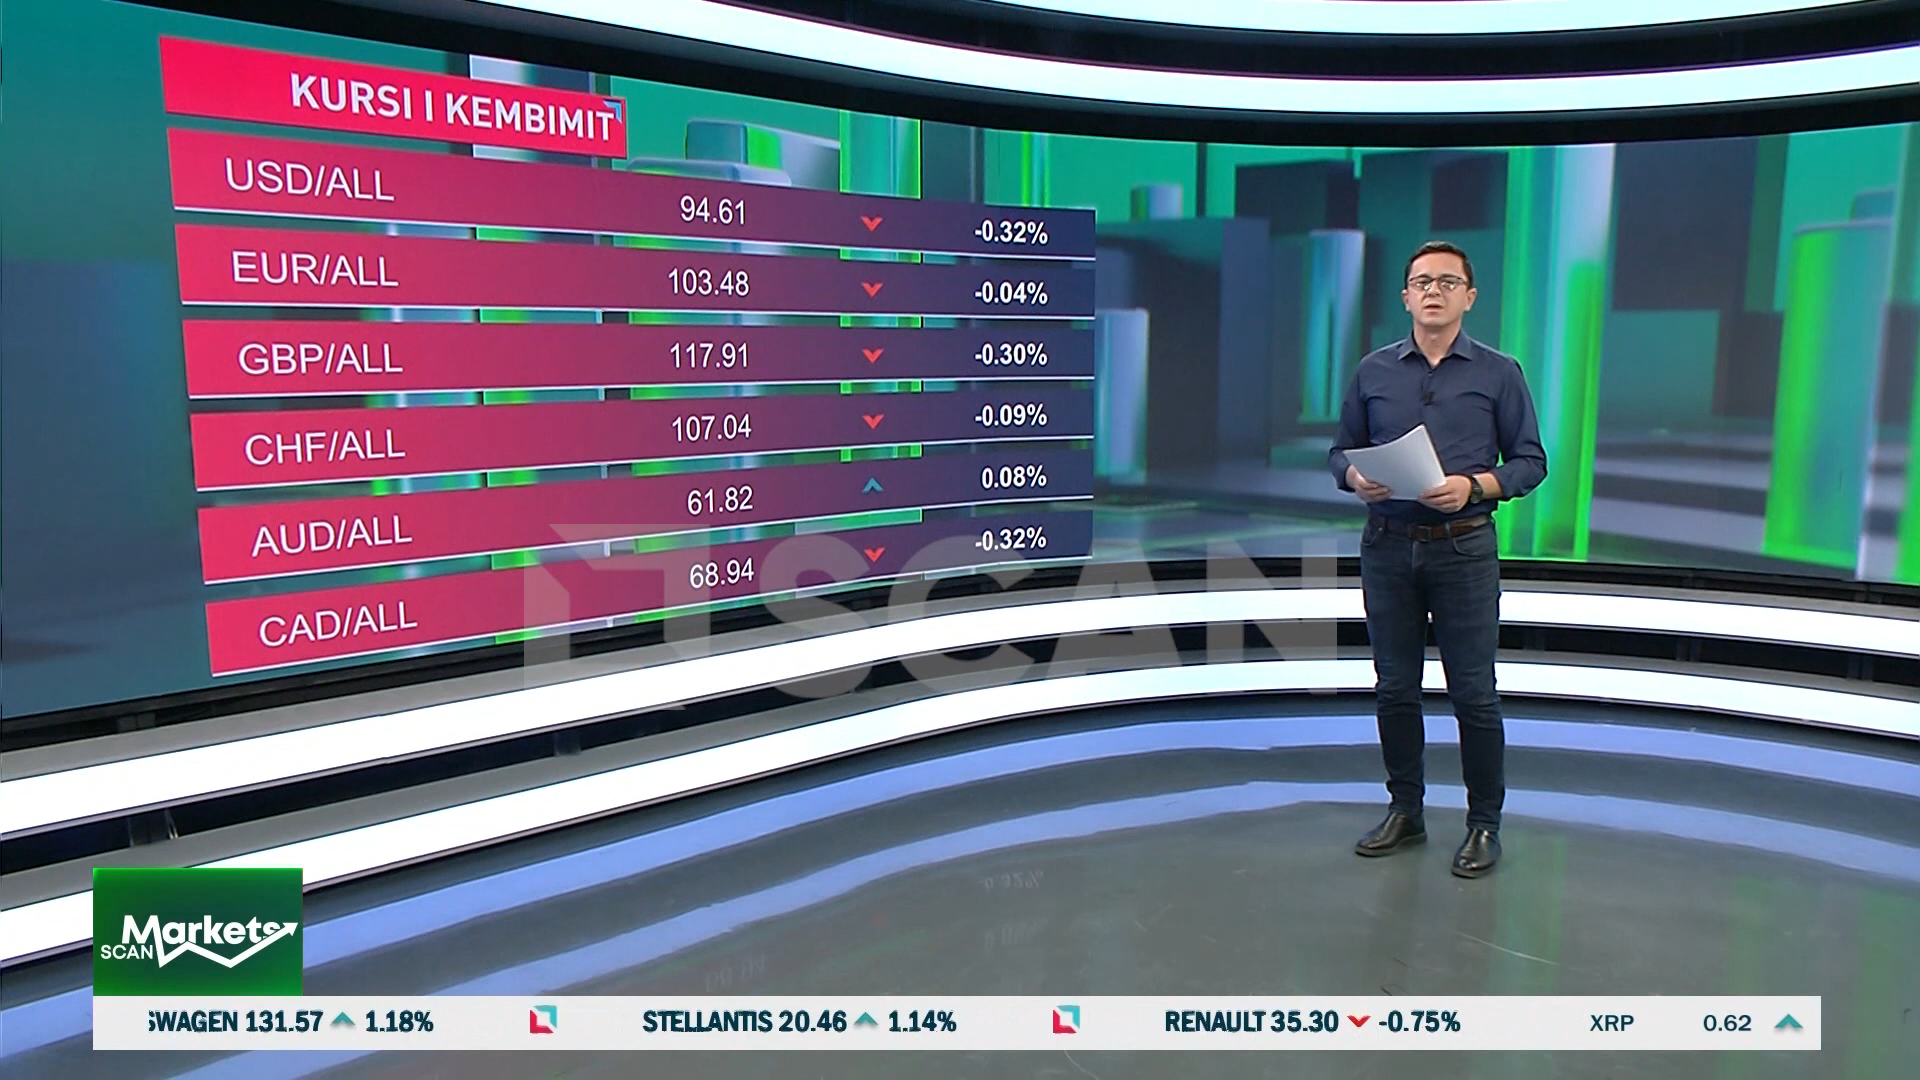 KURSI I KEMBIMIT
USD/ALL 94.61 -0.32%
EUR/ALL 103.48 -0.04%
GBP/ALL 117.91 -0.30%
CHF/ALL 107.04 -0.09%
AUD/ALL 61.82 0.08%
CAD/ALL 68.94 -0.32%
SCAN
Markets
SCAN
SWAGEN 131.57 1.18% STELLANTIS 20.46 1.14% RENAULT 35.30 -0.75% XRP 0.62